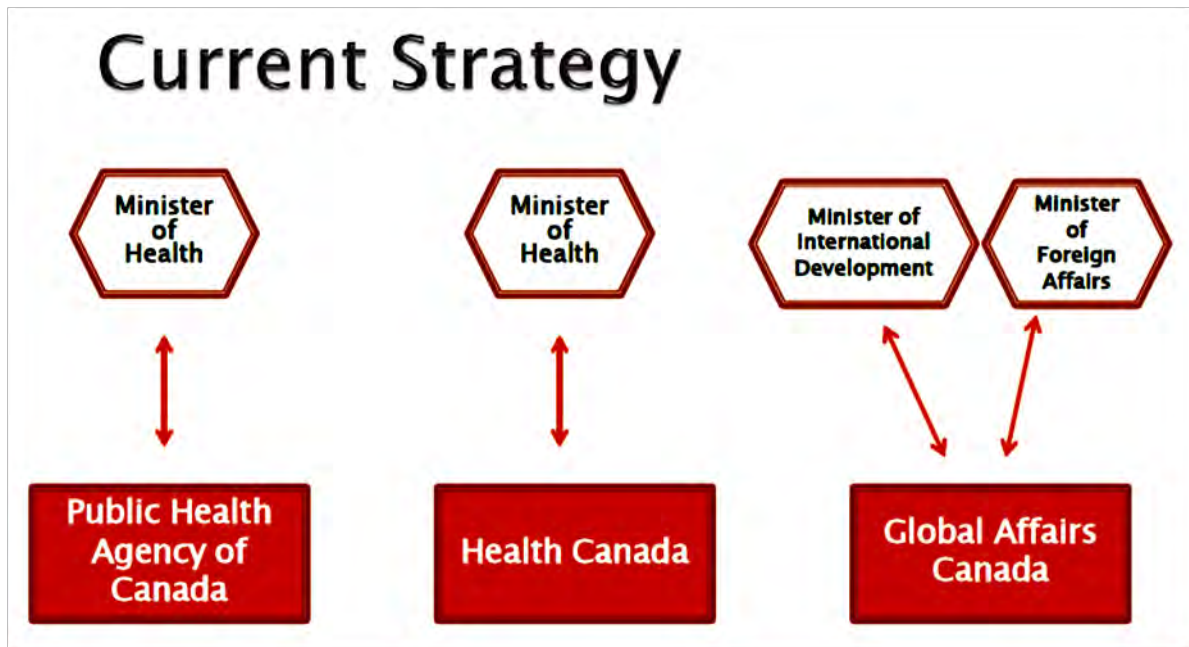 Current Strategy
Minister
of
Health
Minister
of
Health
Minister of
International
Development
Minister
of
Foreign
Affairs
Public Health
Agency of
Canada
Health Canada
Global Affairs
Canada